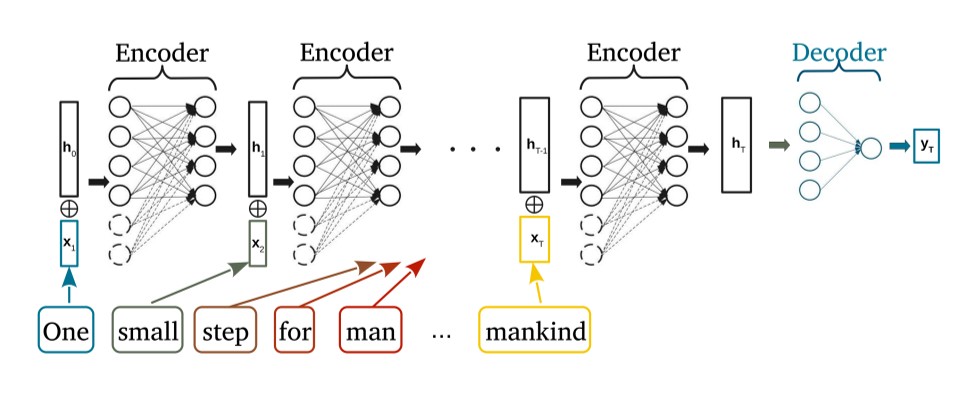 Encoder
Encoder
Encoder
Decoder
h₀
h₁
. . .
hT-1
hT
yT
⊕
⊕
⊕
x₁
x₂
xT
One small step for man ... mankind